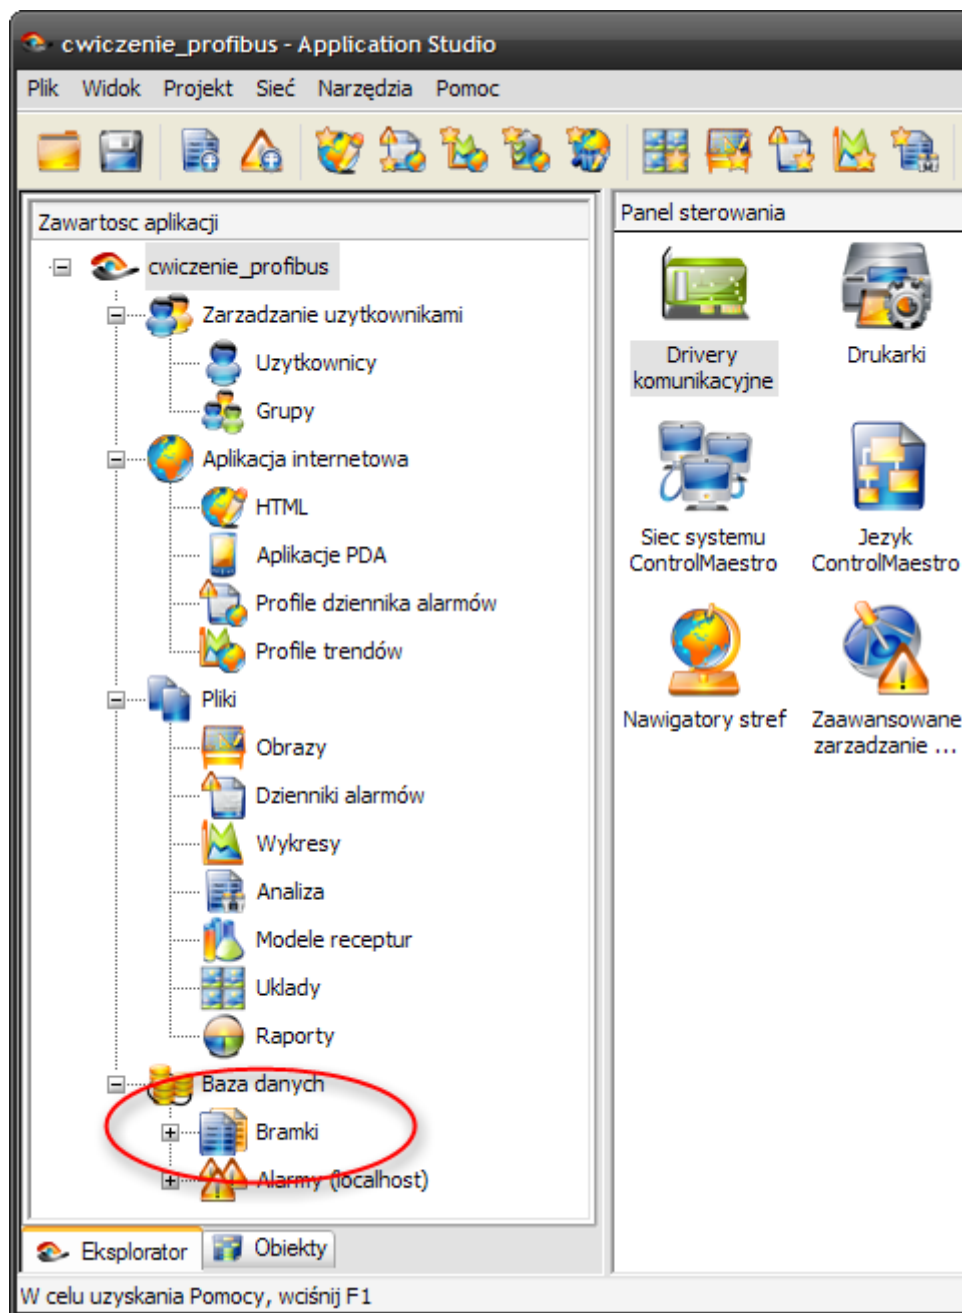 cwiczenie_profibus - Application Studio
Plik Widok Projekt Sieć Narzędzia Pomoc
Zawartosc aplikacji
cwiczenie_profibus
Zarzadzanie uzytkownikami
Uzytkownicy
Grupy
Aplikacja internetowa
HTML
Aplikacje PDA
Profile dziennika alarmów
Profile trendów
Pliki
Obrazy
Dzienniki alarmów
Wykresy
Analiza
Modele receptur
Uklady
Raporty
Baza danych
Bramki
Alarmy (localhost)
Eksplorator Obiekty
Panel sterowania
Drivery
komunikacyjne
Drukarki
Siec systemu
ControlMaestro
Jezyk
ControlMaestro
Nawigatory stref
Zaawansowane
zarzadzanie ...
W celu uzyskania Pomocy, wciśnij F1